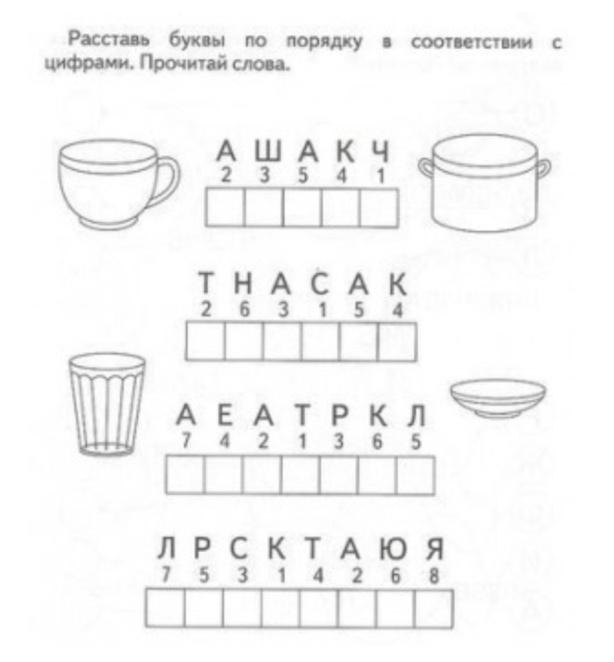 Расставь буквы по порядку в соответствии с
цифрами. Прочитай слова.
А Ш А К Ч
2 3 5 4 1
Т Н А С А К
2 6 3 1 5 4
А Е А Т Р К Л
7 4 2 1 3 6 5
Л Р С К Т А Ю Я
7 5 3 1 4 2 6 8